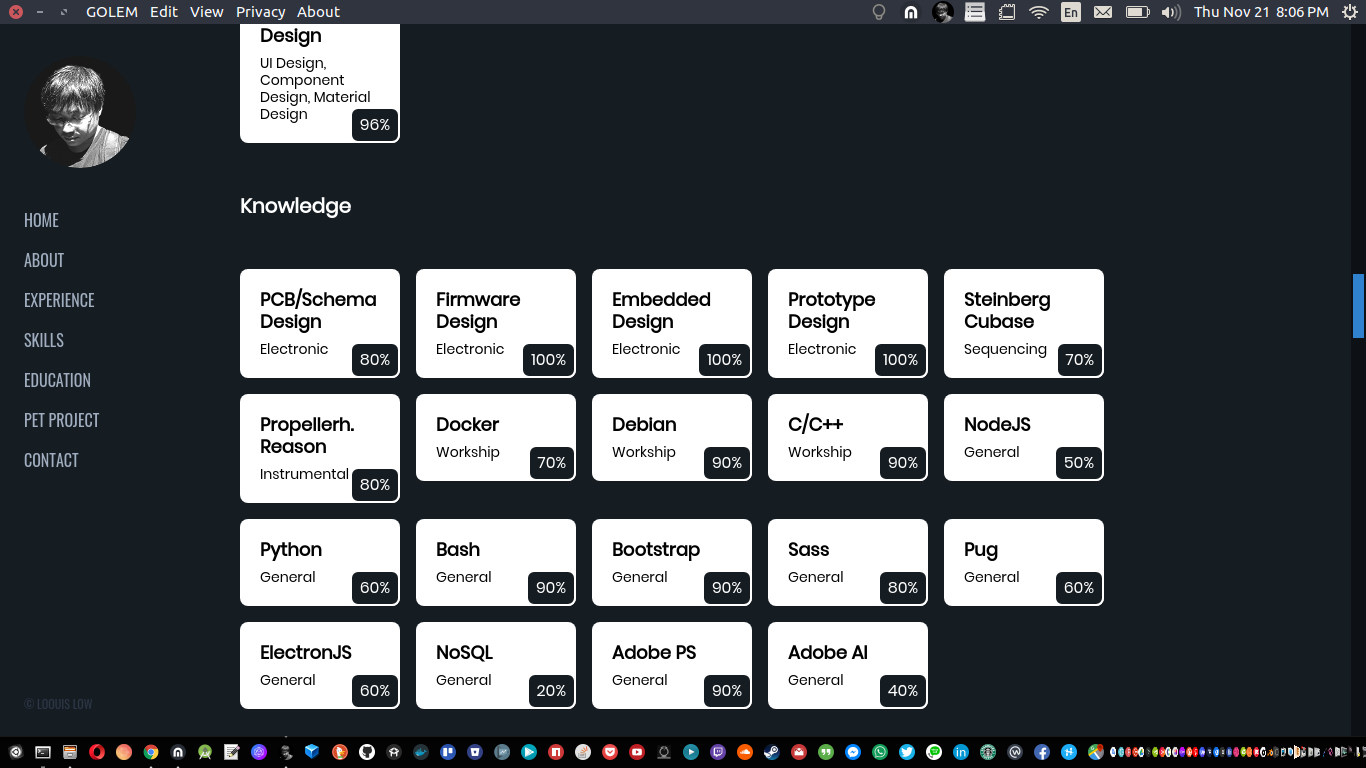 GOLEM Edit View Privacy About
En
Thu Nov 21 8:06 PM
HOME
ABOUT
EXPERIENCE
SKILLS
EDUCATION
PET PROJECT
CONTACT
© LOOUIS LOW
Design
UI Design,
Component
Design, Material
Design
96%
Knowledge
PCB/Schema
Design
Electronic
80%
Firmware
Design
Electronic
100%
Embedded
Design
Electronic
100%
Prototype
Design
Electronic
100%
Steinberg
Cubase
Sequencing
70%
Propellerh.
Reason
Instrumental
80%
Docker
Workship
70%
Debian
Workship
90%
C/C++
Workship
90%
NodeJS
General
50%
Python
General
60%
Bash
General
90%
Bootstrap
General
90%
Sass
General
80%
Pug
General
60%
ElectronJS
General
60%
NoSQL
General
20%
Adobe PS
General
90%
Adobe AI
General
40%